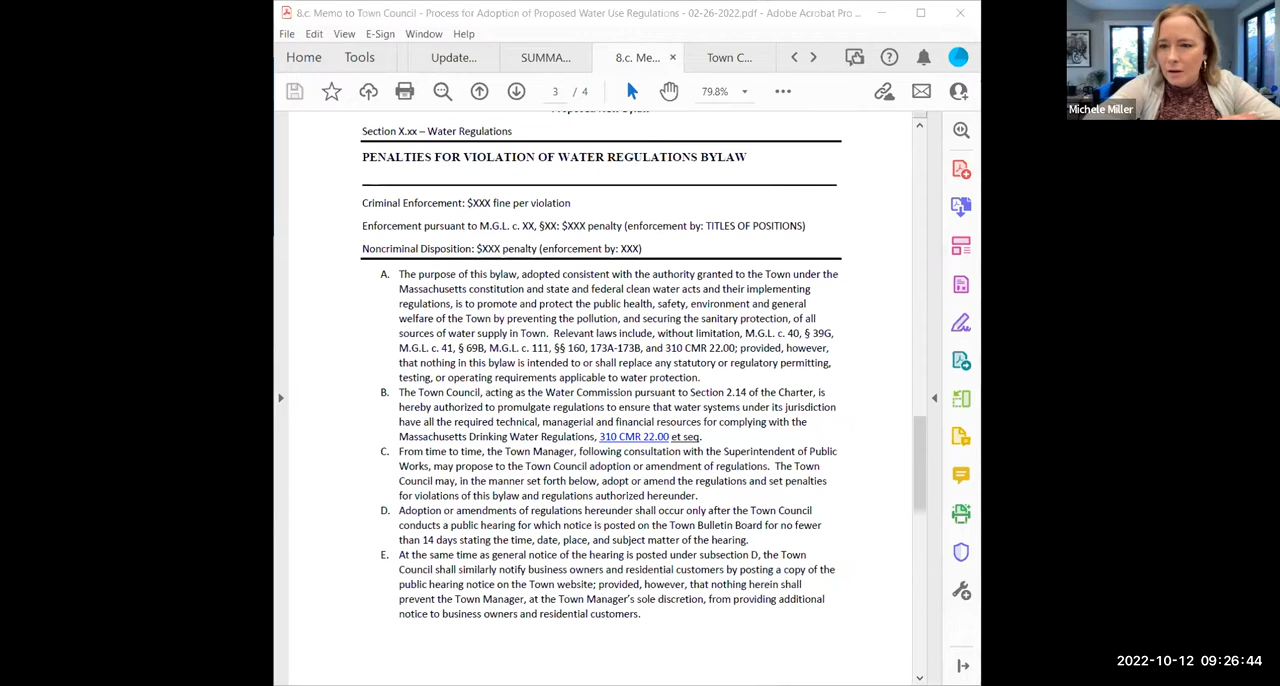 8.c. Memo to Town Council - Process for Adoption of Proposed Water Use Regulations - 02-26-2022.pdf - Adobe Acrobat Pro ...
File Edit View E-Sign Window Help
Home Tools Update... SUMMA... 8.c. Me... × Town C...
3 / 4 79.8%
Section X.xx – Water Regulations
PENALTIES FOR VIOLATION OF WATER REGULATIONS BYLAW
Criminal Enforcement: $XXX fine per violation
Enforcement pursuant to M.G.L. c. XX, §XX: $XXX penalty (enforcement by: TITLES OF POSITIONS)
Noncriminal Disposition: $XXX penalty (enforcement by: XXX)
A. The purpose of this bylaw, adopted consistent with the authority granted to the Town under the
Massachusetts constitution and state and federal clean water acts and their implementing
regulations, is to promote and protect the public health, safety, environment and general
welfare of the Town by preventing the pollution, and securing the sanitary protection, of all
sources of water supply in Town. Relevant laws include, without limitation, M.G.L. c. 40, § 39G,
M.G.L. c. 41, § 69B, M.G.L. c. 111, §§ 160, 173A-173B, and 310 CMR 22.00; provided, however,
that nothing in this bylaw is intended to or shall replace any statutory or regulatory permitting,
testing, or operating requirements applicable to water protection.
B. The Town Council, acting as the Water Commission pursuant to Section 2.14 of the Charter, is
hereby authorized to promulgate regulations to ensure that water systems under its jurisdiction
have all the required technical, managerial and financial resources for complying with the
Massachusetts Drinking Water Regulations, 310 CMR 22.00 et seq.
C. From time to time, the Town Manager, following consultation with the Superintendent of Public
Works, may propose to the Town Council adoption or amendment of regulations. The Town
Council may, in the manner set forth below, adopt or amend the regulations and set penalties
for violations of this bylaw and regulations authorized hereunder.
D. Adoption or amendments of regulations hereunder shall occur only after the Town Council
conducts a public hearing for which notice is posted on the Town Bulletin Board for no fewer
than 14 days stating the time, date, place, and subject matter of the hearing.
E. At the same time as general notice of the hearing is posted under subsection D, the Town
Council shall similarly notify business owners and residential customers by posting a copy of the
public hearing notice on the Town website; provided, however, that nothing herein shall
prevent the Town Manager, at the Town Manager's sole discretion, from providing additional
notice to business owners and residential customers.
Michele Miller
2022-10-12 09:26:44